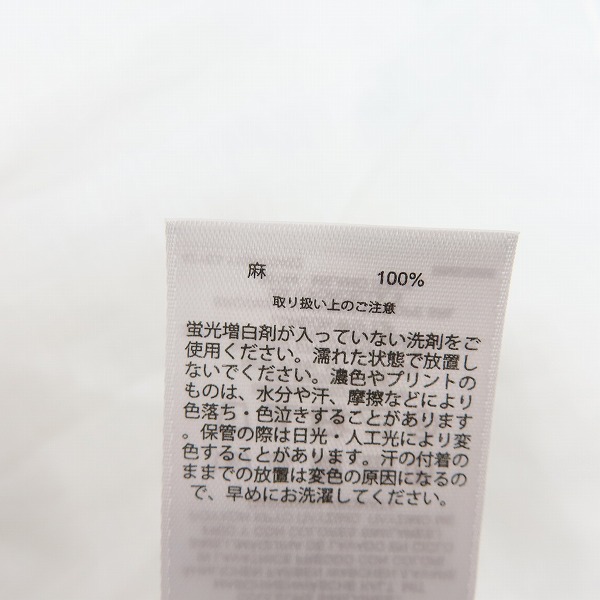 麻 100%
取り扱い上のご注意
蛍光増白剤が入っていない洗剤をご
使用ください。濡れた状態で放置し
ないでください。濃色やプリントの
ものは、水分や汗、摩擦などにより
色落ち・色泣きすることがあります
。保管の際は日光・人工光により変
色することがあります。汗の付着の
ままでの放置は変色の原因になるの
で、早めにお洗濯してください。